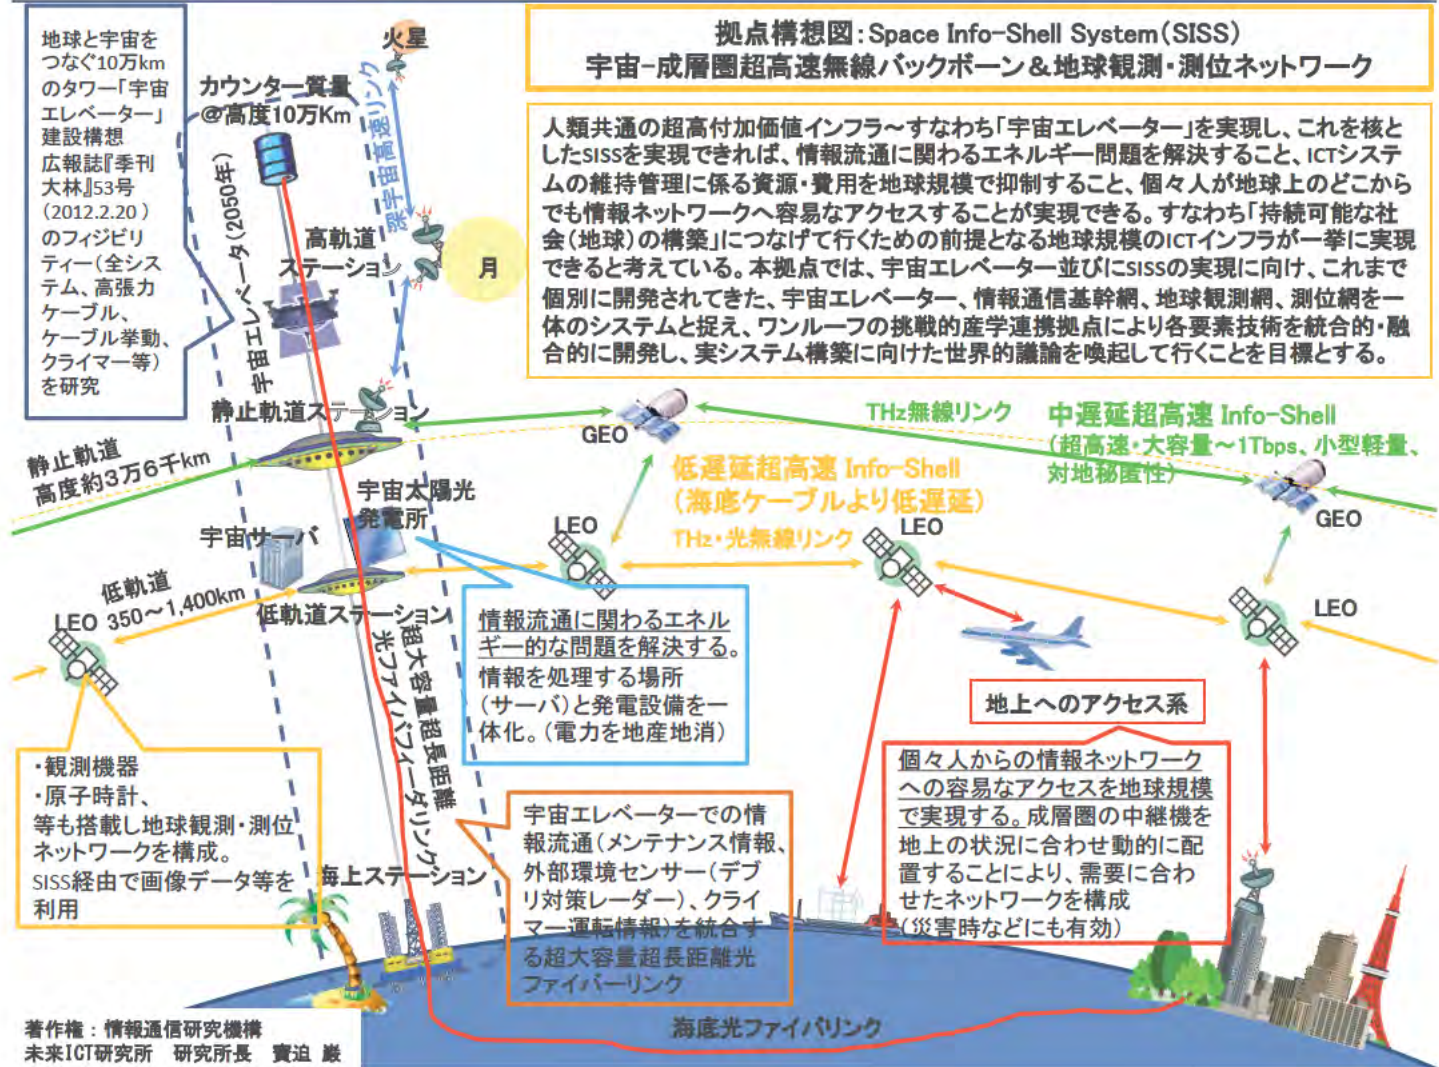 拠点構想図：Space Info-Shell System（SISS）
宇宙-成層圏超高速無線バックボーン＆地球観測・測位ネットワーク
地球と宇宙を
つなぐ10万km
のタワー「宇宙
エレベーター」
建設構想
広報誌『季刊
大林』53号
（2012.2.20 ）
のフィジビリ
ティー（全シス
テム、高張力
ケーブル、
ケーブル挙動、
クライマー等）
を研究
人類共通の超高付加価値インフラ～すなわち「宇宙エレベーター」を実現し、これを核と
したSISSを実現できれば、情報流通に関わるエネルギー問題を解決すること、ICTシステ
ムの維持管理に係る資源・費用を地球規模で抑制すること、個々人が地球上のどこから
でも情報ネットワークへ容易なアクセスすることが実現できる。すなわち「持続可能な社
会（地球）の構築」につなげて行くための前提となる地球規模のICTインフラが一挙に実現
できると考えている。本拠点では、宇宙エレベーター並びにSISSの実現に向け、これまで
個別に開発されてきた、宇宙エレベーター、情報通信基幹網、地球観測網、測位網を一
体のシステムと捉え、ワンルーフの挑戦的産学連携拠点により各要素技術を統合的・融
合的に開発し、実システム構築に向けた世界的議論を喚起して行くことを目標とする。
火星
カウンター質量
@高度10万Km
深宇宙高速リンク
宇宙エレベータ（2050年）
高軌道
ステーション
月
静止軌道ステーション
静止軌道
高度約3万6千km
GEO
THz無線リンク
中遅延超高速 Info-Shell
（超高速・大容量～1Tbps、小型軽量、
対地秘匿性）
GEO
低遅延超高速 Info-Shell
（海底ケーブルより低遅延）
THz・光無線リンク
宇宙太陽光
発電所
宇宙サーバ
LEO
LEO
LEO
低軌道
350～1,400km
LEO
低軌道ステーション
超大容量超長距離
光ファイバフィーダリング
情報流通に関わるエネル
ギー的な問題を解決する。
情報を処理する場所
（サーバ）と発電設備を一
体化。（電力を地産地消）
地上へのアクセス系
個々人からの情報ネットワーク
への容易なアクセスを地球規模
で実現する。成層圏の中継機を
地上の状況に合わせ動的に配
置することにより、需要に合わ
せたネットワークを構成
（災害時などにも有効）
・観測機器
・原子時計、
等も搭載し地球観測・測位
ネットワークを構成。
SISS経由で画像データ等を
利用
宇宙エレベーターでの情
報流通（メンテナンス情報、
外部環境センサー（デブ
リ対策レーダー）、クライ
マー運転情報）を統合す
る超大容量超長距離光
ファイバーリンク
海上ステーション
海底光ファイバリンク
著作権：情報通信研究機構
未来ICT研究所　研究所長　寳迫 巌